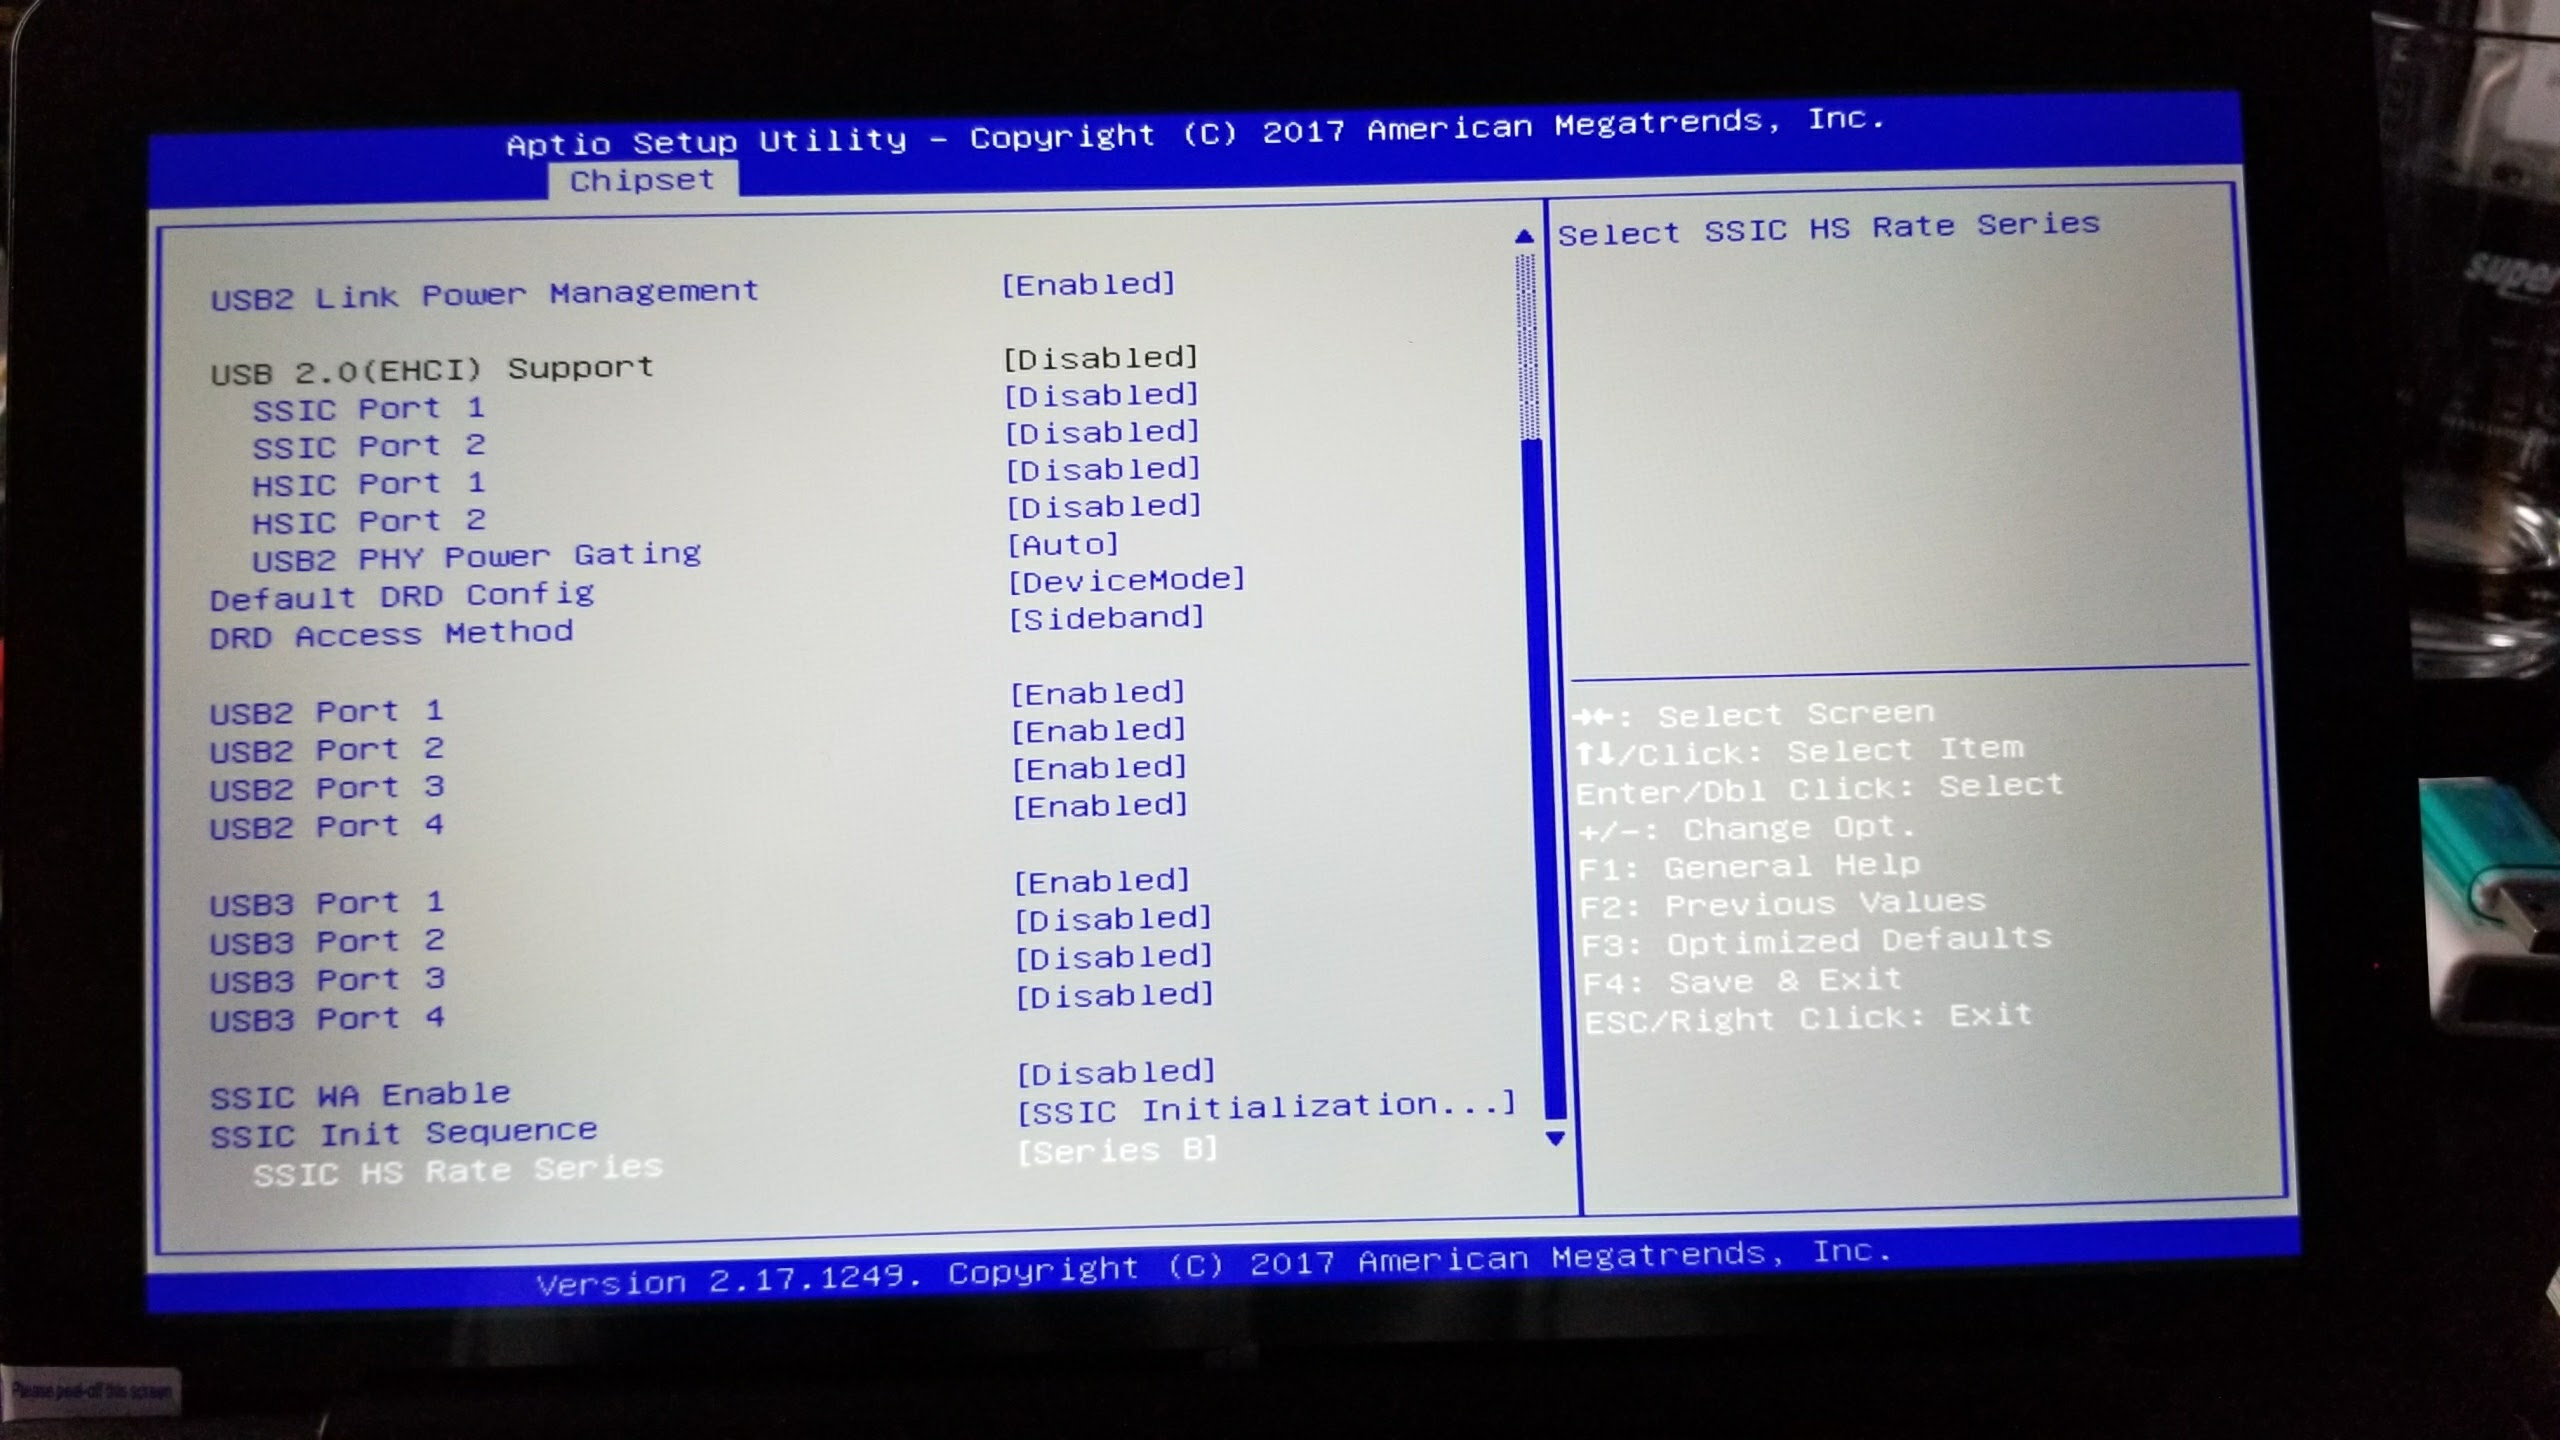 Aptio Setup Utility - Copyright (C) 2017 American Megatrends, Inc.
Chipset
USB2 Link Power Management [Enabled]
USB 2.0(EHCI) Support [Disabled]
SSIC Port 1 [Disabled]
SSIC Port 2 [Disabled]
HSIC Port 1 [Disabled]
HSIC Port 2 [Disabled]
USB2 PHY Power Gating [Auto]
Default DRD Config [DeviceMode]
DRD Access Method [Sideband]
USB2 Port 1 [Enabled]
USB2 Port 2 [Enabled]
USB2 Port 3 [Enabled]
USB2 Port 4 [Enabled]
USB3 Port 1 [Enabled]
USB3 Port 2 [Disabled]
USB3 Port 3 [Disabled]
USB3 Port 4 [Disabled]
SSIC WA Enable [Disabled]
SSIC Init Sequence [SSIC Initialization...]
SSIC HS Rate Series [Series B]
Select SSIC HS Rate Series
→←: Select Screen
↑↓/Click: Select Item
Enter/Dbl Click: Select
+/-: Change Opt.
F1: General Help
F2: Previous Values
F3: Optimized Defaults
F4: Save & Exit
ESC/Right Click: Exit
Version 2.17.1249. Copyright (C) 2017 American Megatrends, Inc.
Please peel-off this screen
super